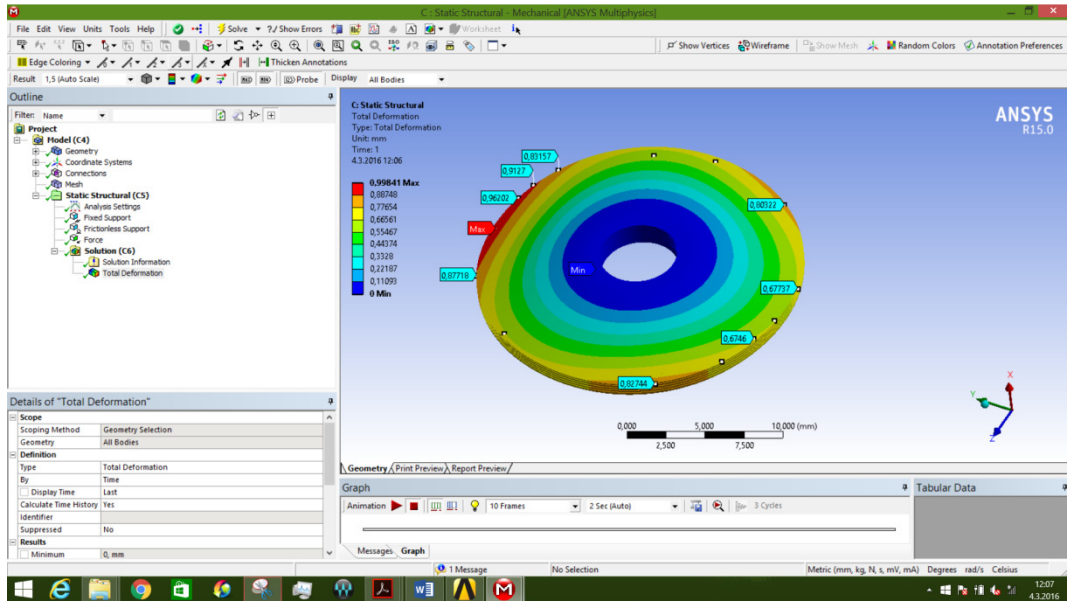 C : Static Structural - Mechanical [ANSYS Multiphysics]
File Edit View Units Tools Help Solve ?/ Show Errors Worksheet
Show Vertices Wireframe Show Mesh Random Colors Annotation Preferences
Edge Coloring Thicken Annotations
Result 1,5 (Auto Scale) Probe Display All Bodies
Outline
Filter: Name
Project
Model (C4)
Geometry
Coordinate Systems
Connections
Mesh
Static Structural (C5)
Analysis Settings
Fixed Support
Frictionless Support
Force
Solution (C6)
Solution Information
Total Deformation
Details of "Total Deformation"
Scope
Scoping Method Geometry Selection
Geometry All Bodies
Definition
Type Total Deformation
By Time
Display Time Last
Calculate Time History Yes
Identifier
Suppressed No
Results
Minimum 0, mm
C: Static Structural
Total Deformation
Type: Total Deformation
Unit: mm
Time: 1
4.3.2016 12:06
0,99841 Max
0,88748
0,77654
0,66561
0,55467
0,44374
0,3328
0,22187
0,11093
0 Min
ANSYS
R15.0
0,83157
0,9127
0,96202
Max
0,80322
0,87718
Min
0,67737
0,6746
0,82744
0,000 5,000 10,000 (mm)
2,500 7,500
X
Y
Z
Geometry Print Preview Report Preview
Graph
Animation 10 Frames 2 Sec (Auto) 3 Cycles
Messages Graph
Tabular Data
1 Message No Selection Metric (mm, kg, N, s, mV, mA) Degrees rad/s Celsius
12:07
4.3.2016